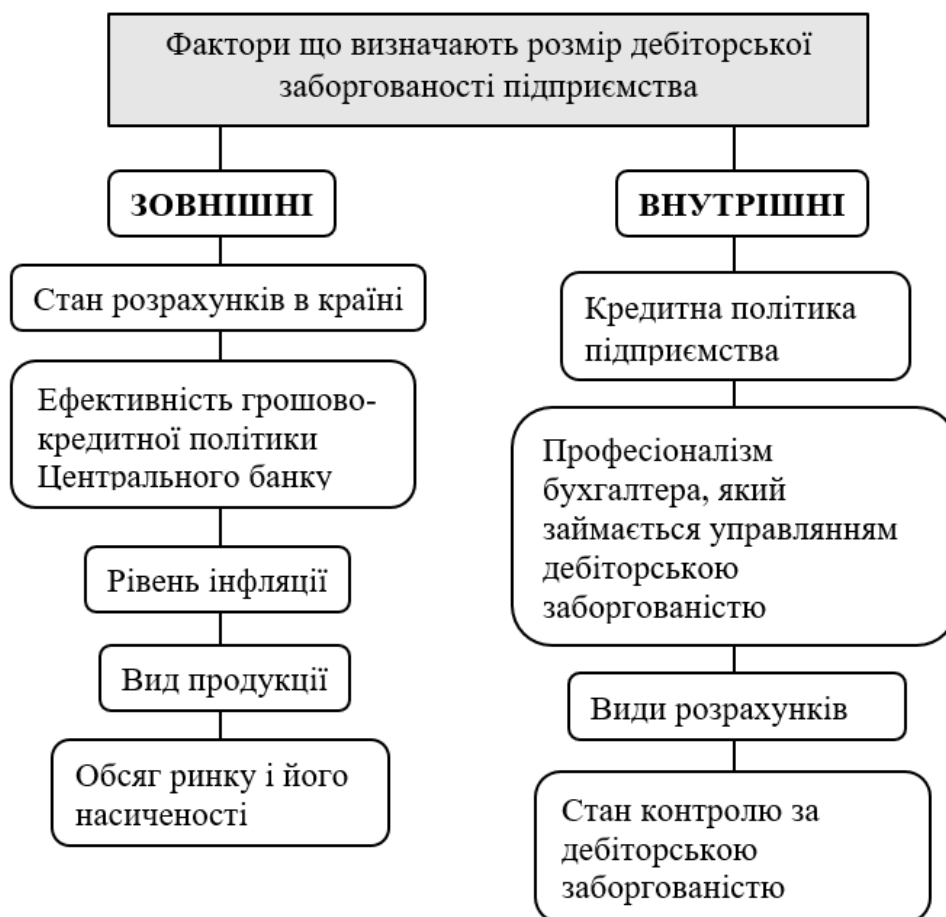 Фактори що визначають розмір дебіторської
заборгованості підприємства
ЗОВНІШНІ
Стан розрахунків в країні
Ефективність грошово-
кредитної політики
Центрального банку
Рівень інфляції
Вид продукції
Обсяг ринку і його
насиченості
ВНУТРІШНІ
Кредитна політика
підприємства
Професіоналізм
бухгалтера, який
займається управлянням
дебіторською
заборгованістю
Види розрахунків
Стан контролю за
дебіторською
заборгованістю